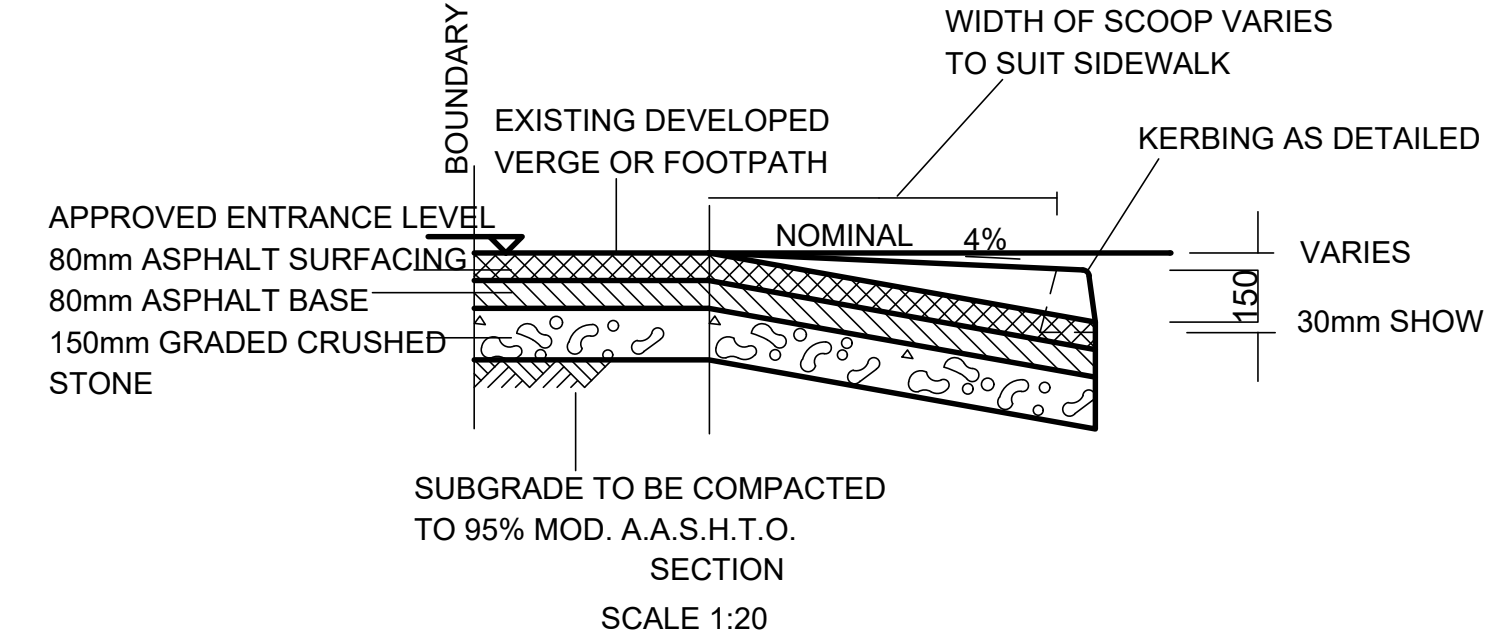 WIDTH OF SCOOP VARIES
TO SUIT SIDEWALK
BOUNDARY
EXISTING DEVELOPED
VERGE OR FOOTPATH
KERBING AS DETAILED
APPROVED ENTRANCE LEVEL
80mm ASPHALT SURFACING
80mm ASPHALT BASE
150mm GRADED CRUSHED
STONE
NOMINAL 4%
VARIES
150
30mm SHOW
SUBGRADE TO BE COMPACTED
TO 95% MOD. A.A.S.H.T.O.
SECTION
SCALE 1:20